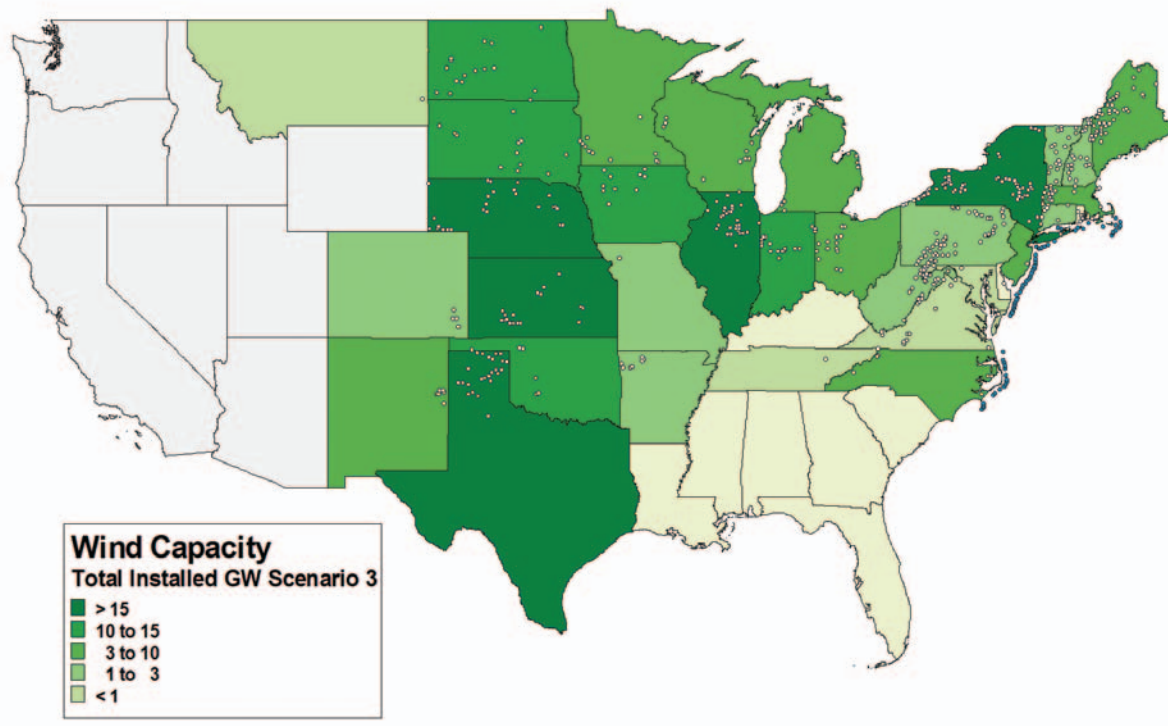 Wind Capacity
Total Installed GW Scenario 3
> 15
10 to 15
3 to 10
1 to 3
< 1